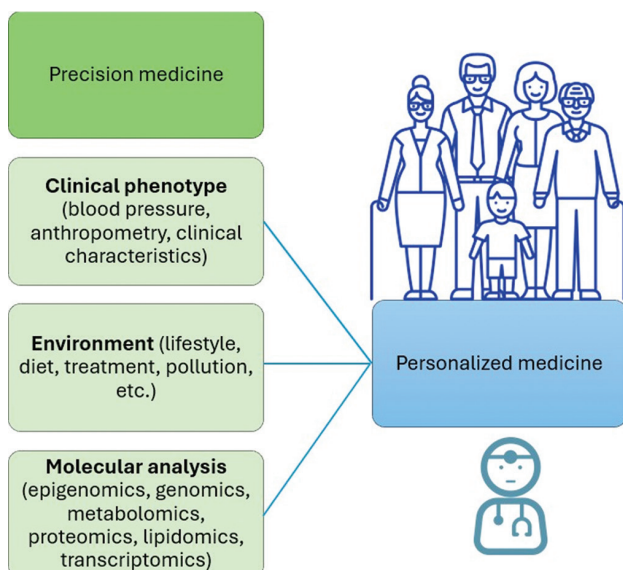 Precision medicine
Clinical phenotype
(blood pressure,
anthropometry, clinical
characteristics)
Environment (lifestyle,
diet, treatment, pollution,
etc.)
Molecular analysis
(epigenomics, genomics,
metabolomics,
proteomics, lipidomics,
transcriptomics)
Personalized medicine